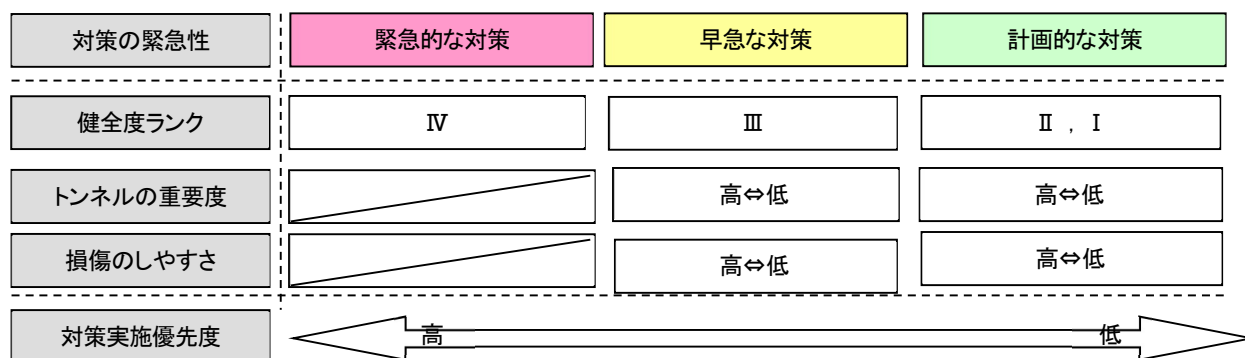 対策の緊急性 緊急的な対策 早急な対策 計画的な対策
健全度ランク Ⅳ Ⅲ Ⅱ , Ⅰ
トンネルの重要度 高⇔低 高⇔低
損傷のしやすさ 高⇔低 高⇔低
対策実施優先度 高 低